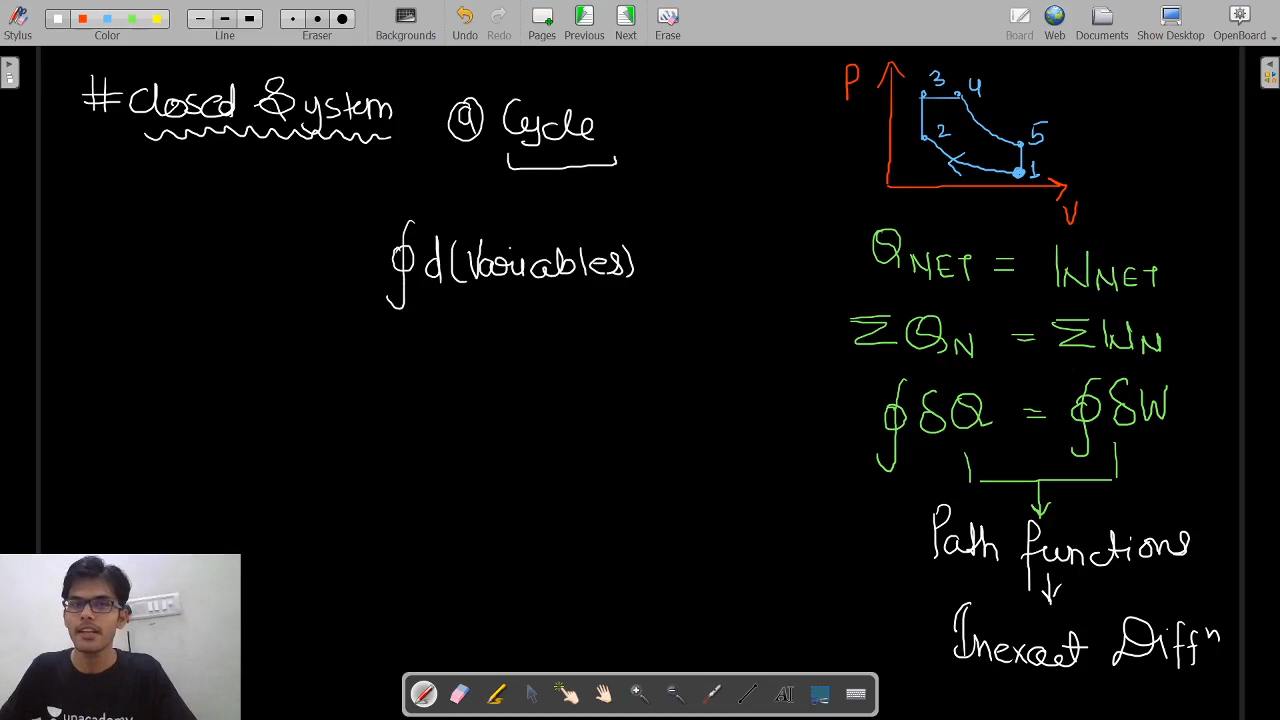 Stylus
Color
Line
Eraser
Backgrounds
Undo
Redo
Pages
Previous
Next
Erase
Board
Web
Documents
Show Desktop
OpenBoard
#Closed System
@ Cycle
P
3
4
2
5
1
V
∮d(Variables)
Q_NET = W_NET
ΣQ_N = ΣW_N
∮δQ = ∮δW
Path functions
Inexact Diffⁿ
unacademy